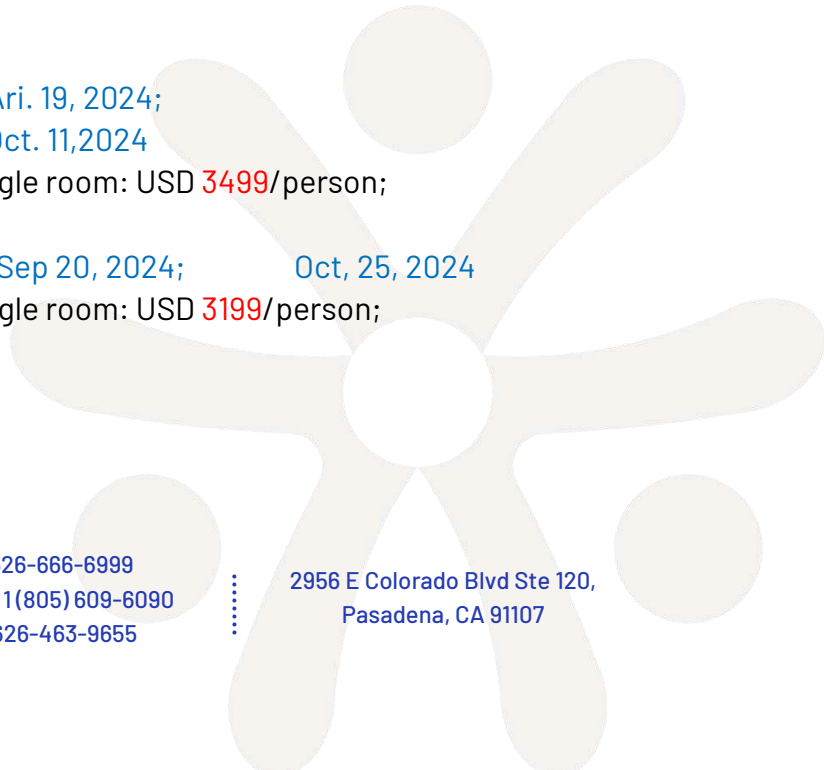 Ari. 19, 2024;
Oct. 11,2024
gle room: USD 3499/person;
Sep 20, 2024; Oct, 25, 2024
gle room: USD 3199/person;
26-666-6999
1 (805) 609-6090
626-463-9655
2956 E Colorado Blvd Ste 120,
Pasadena, CA 91107